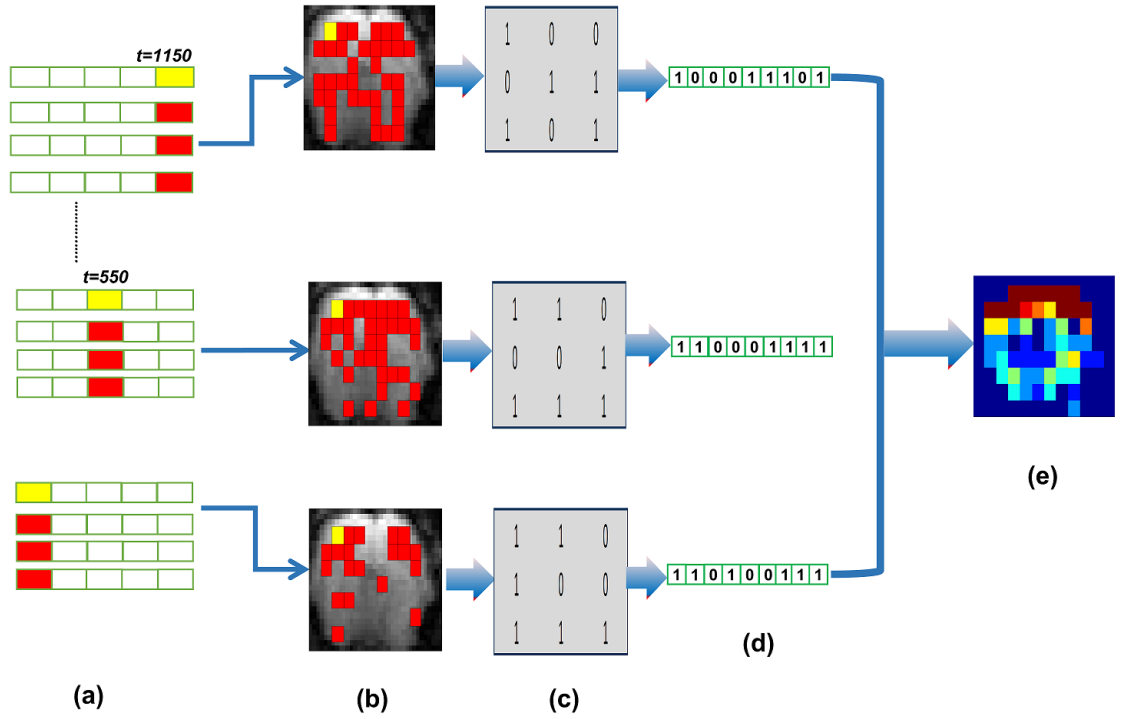 t=1150
1 0 0
0 1 1
1 0 1
1 0 0 0 1 1 1 0 1
t=550
1 1 0
0 0 1
1 1 1
1 1 0 0 0 1 1 1 1
1 1 0
1 0 0
1 1 1
1 1 0 1 0 0 1 1 1
(a)
(b)
(c)
(d)
(e)